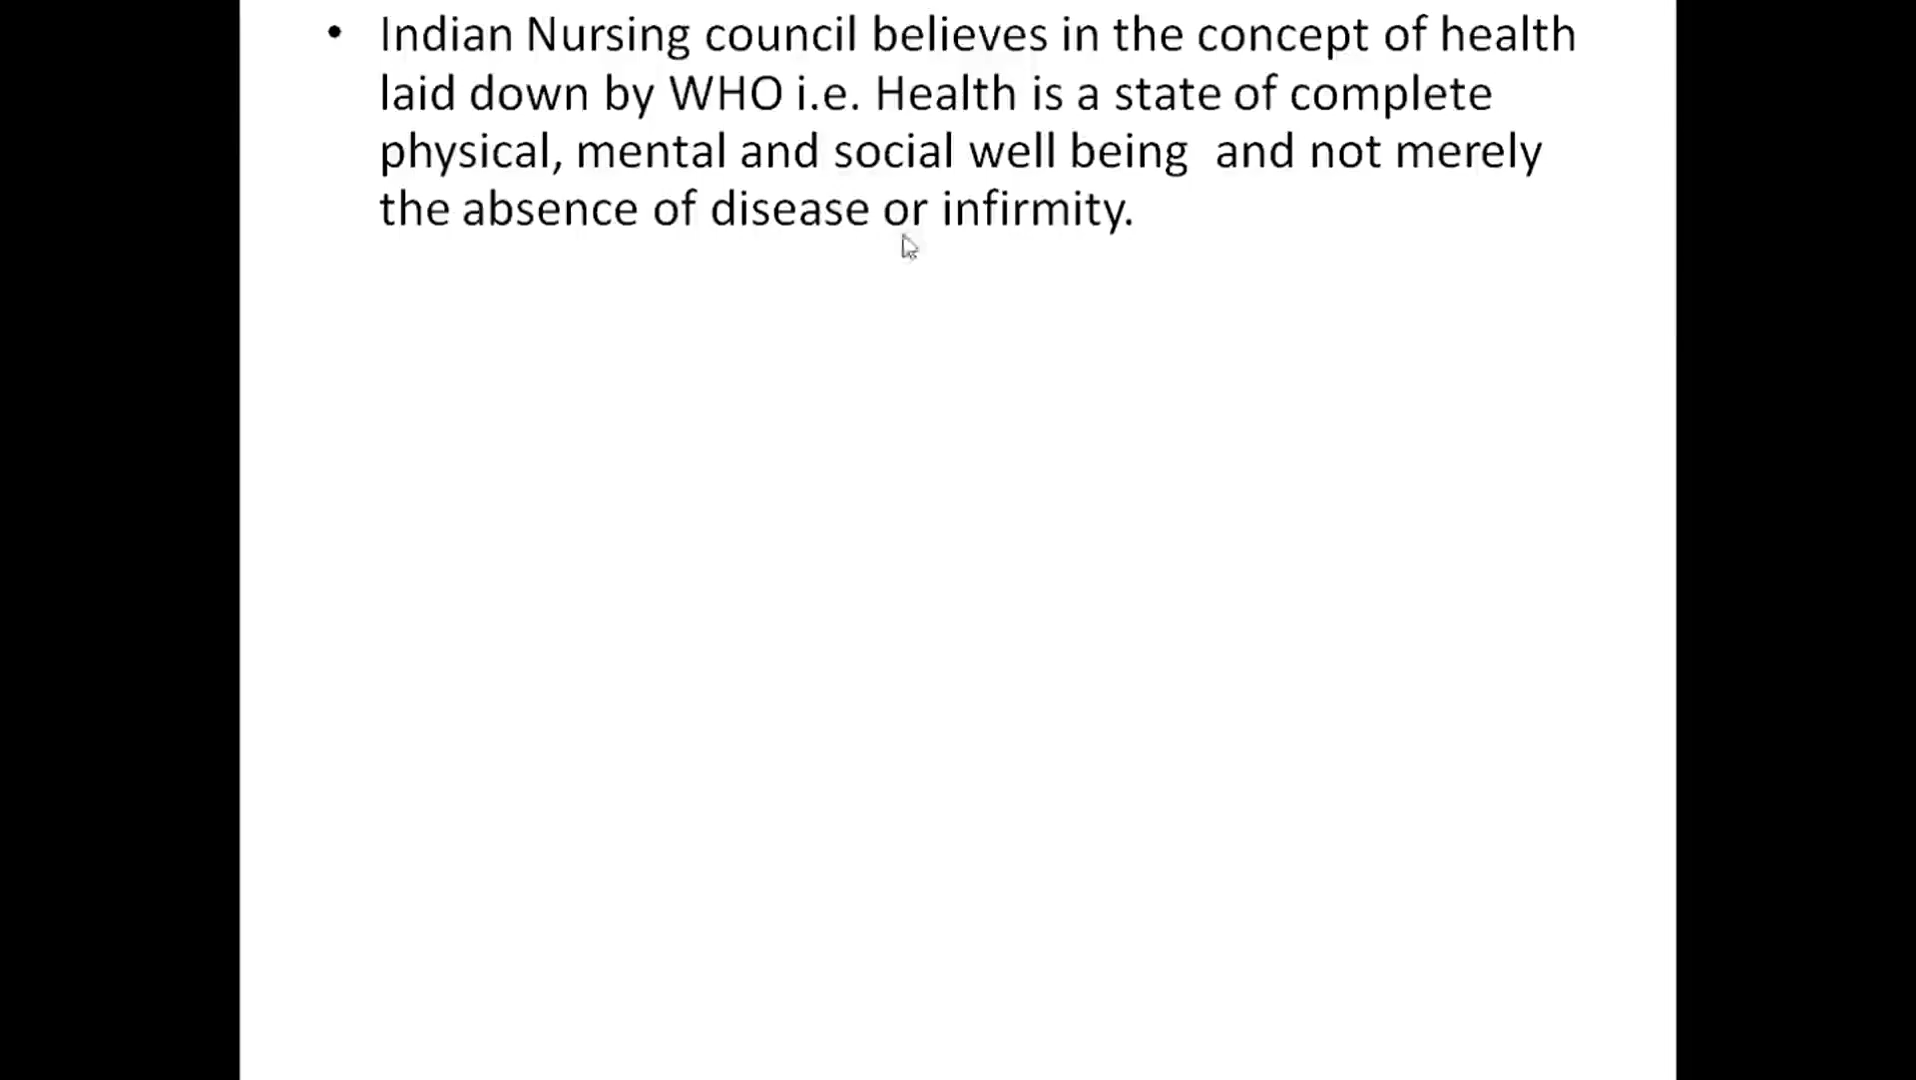 • Indian Nursing council believes in the concept of health
laid down by WHO i.e. Health is a state of complete
physical, mental and social well being  and not merely
the absence of disease or infirmity.